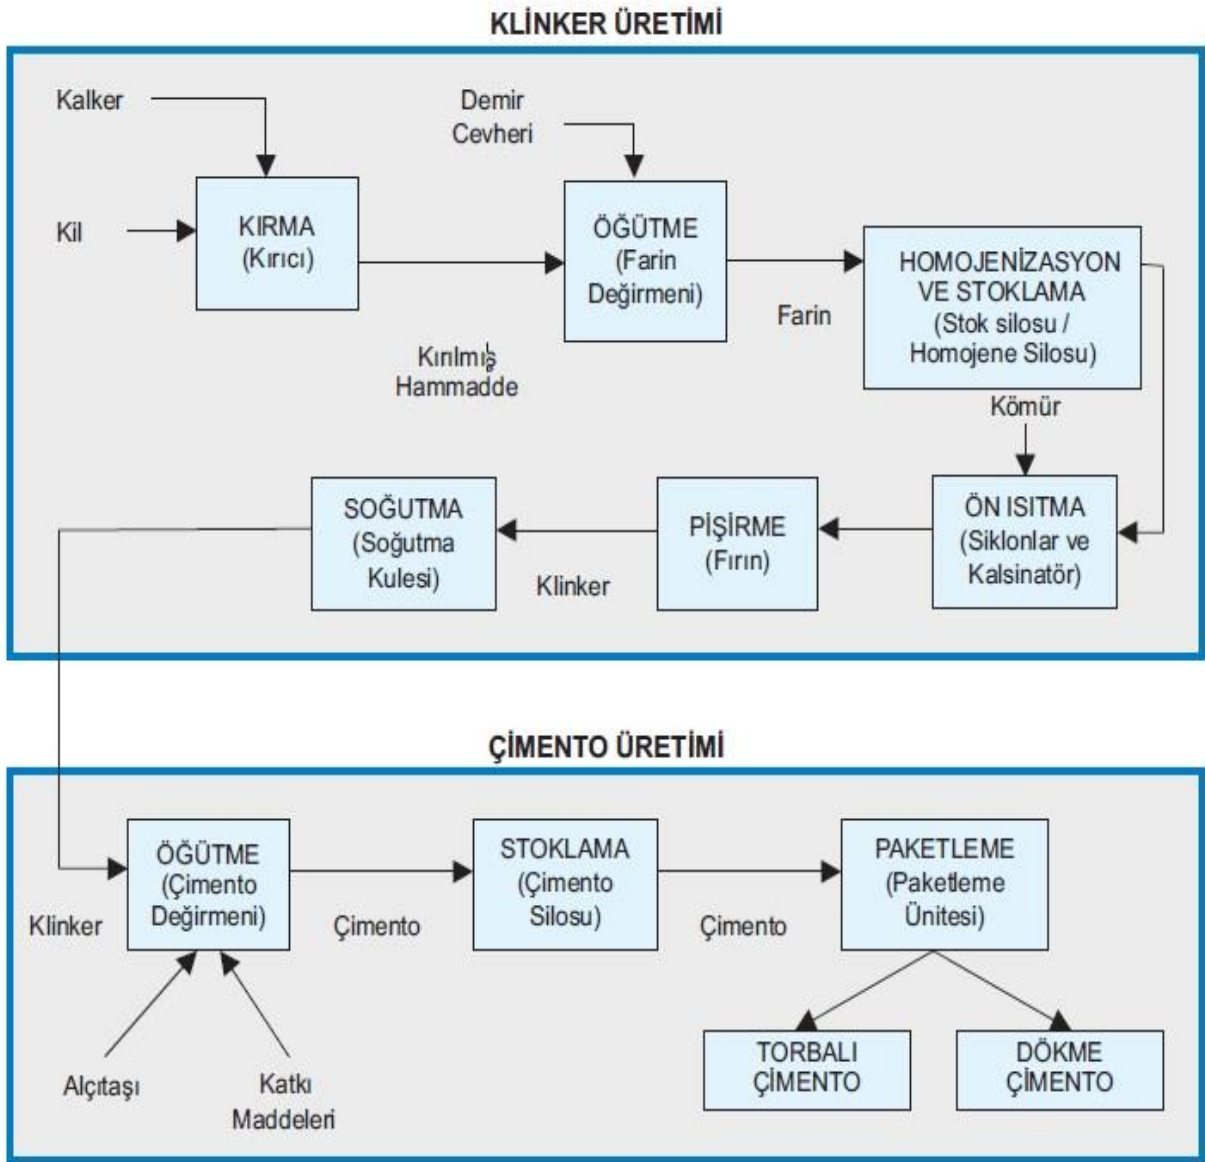 KLİNKER ÜRETİMİ
Kalker
Demir
Cevheri
Kil
KIRMA
(Kırıcı)
ÖĞÜTME
(Farin
Değirmeni)
HOMOJENİZASYON
VE STOKLAMA
(Stok silosu /
Homojene Silosu)
Farin
Kırılmış
Hammadde
Kömür
SOĞUTMA
(Soğutma
Kulesi)
Klinker
PİŞİRME
(Fırın)
ÖN ISITMA
(Siklonlar ve
Kalsinatör)
ÇİMENTO ÜRETİMİ
Klinker
ÖĞÜTME
(Çimento
Değirmeni)
Çimento
STOKLAMA
(Çimento
Silosu)
Çimento
PAKETLEME
(Paketleme
Ünitesi)
Alçıtaşı
Katkı
Maddeleri
TORBALI
ÇİMENTO
DÖKME
ÇİMENTO